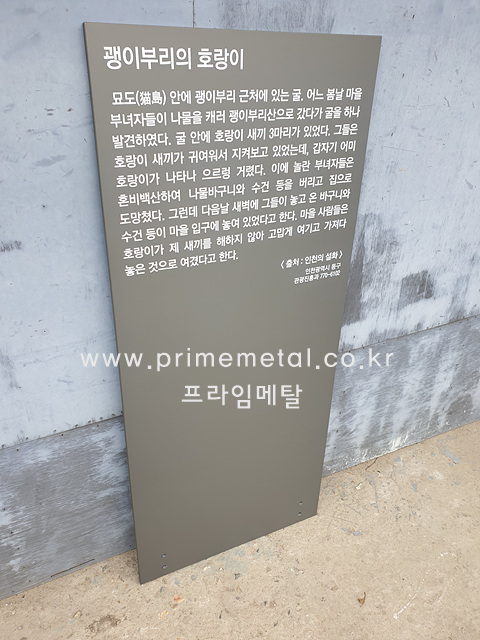 괭이부리의 호랑이
묘도(猫島) 안에 괭이부리 근처에 있는 굴. 어느 봄날 마을
부녀자들이 나물을 캐러 괭이부리산으로 갔다가 굴을 하나
발견하였다. 굴 안에 호랑이 새끼 3마리가 있었다. 그들은
호랑이 새끼가 귀여워서 지켜보고 있었는데, 갑자기 어미
호랑이가 나타나 으르렁 거렸다. 이에 놀란 부녀자들은
혼비백산하여 나물바구니와 수건 등을 버리고 집으로
도망쳤다. 그런데 다음날 새벽에 그들이 놓고 온 바구니와
수건 등이 마을 입구에 놓여 있었다고 한다. 마을 사람들은
호랑이가 제 새끼를 해하지 않아 고맙게 여기고 가져다
놓은 것으로 여겼다고 한다.
< 출처 : 인천의 설화 >
인천광역시 동구
관광진흥과 770-6102
www.primemetal.co.kr
프라임메탈